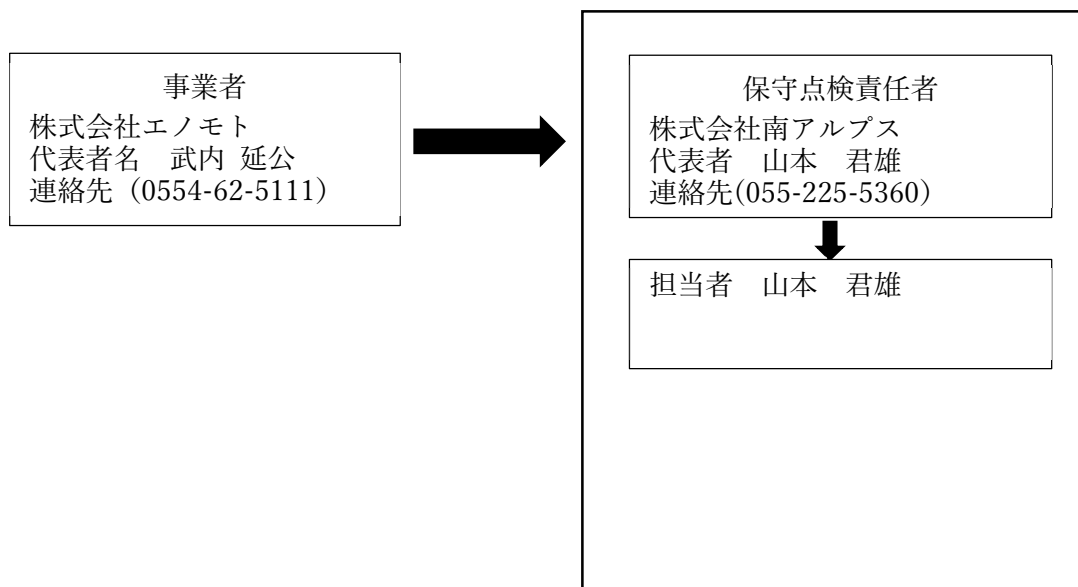 事業者
株式会社エノモト
代表者名　武内 延公
連絡先（0554-62-5111）
保守点検責任者
株式会社南アルプス
代表者　山本　君雄
連絡先(055-225-5360)
担当者　山本　君雄